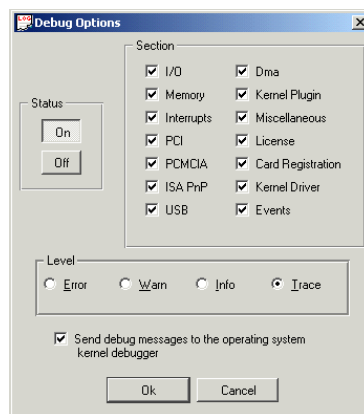 LOG
Debug Options
Section
I/O
Dma
Memory
Kernel Plugin
Interrupts
Miscellaneous
PCI
License
PCMCIA
Card Registration
ISA PnP
Kernel Driver
USB
Events
Status
On
Off
Level
Error
Warn
Info
Trace
Send debug messages to the operating system
kernel debugger
Ok
Cancel